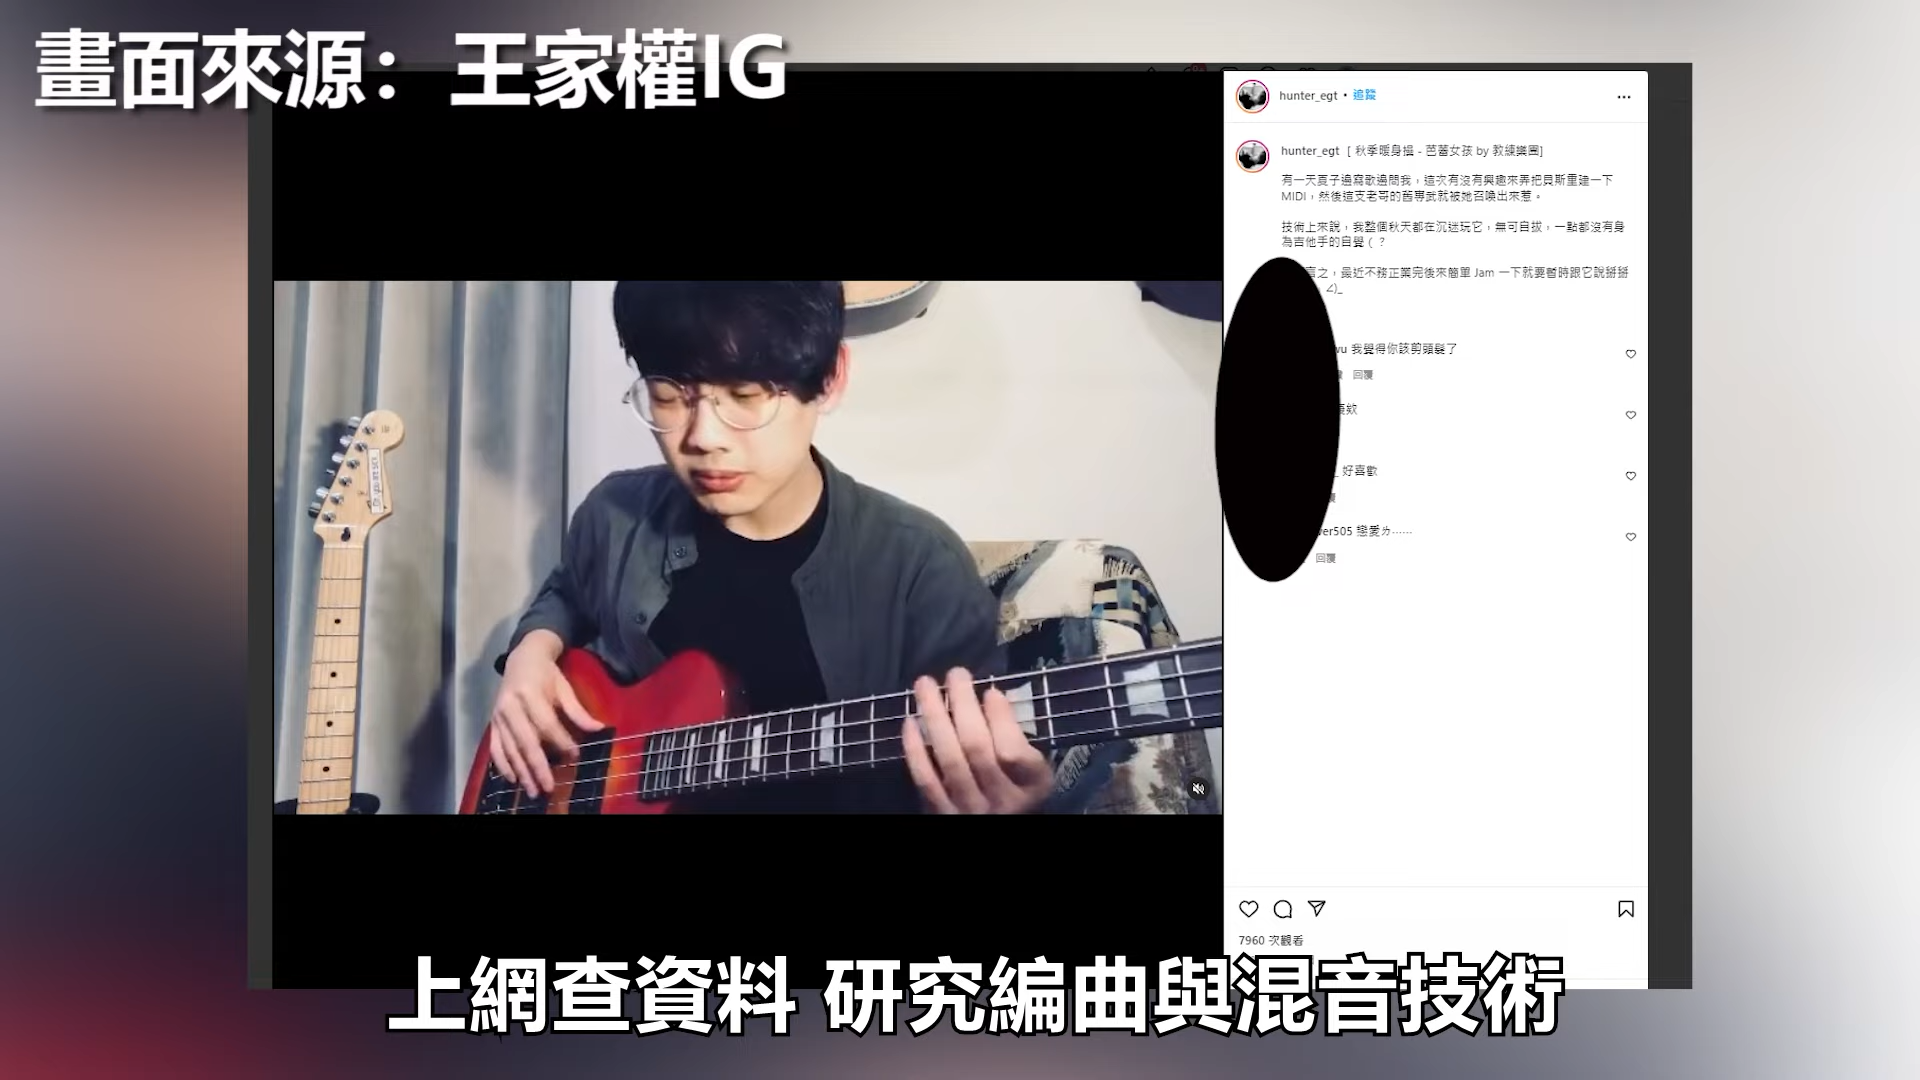 畫面來源：王家權IG
hunter_egt • 追蹤
hunter_egt [ 秋季暖身操 - 芭蕾女孩 by 教練樂團]
有一天夏子邊寫歌邊問我，這次有沒有興趣來弄把貝斯重建一下
MIDI，然後這支老哥的舊專武就被她召喚出來惹。
技術上來說，我整個秋天都在沉迷玩它，無可自拔，一點都沒有身
為吉他手的自覺（？
言之，最近不務正業完後來簡單 Jam 一下就要暫時跟它說掰掰
∠)_
wu 我覺得你該剪頭髮了
回覆
好喜歡
ver505 戀愛ㄌ……
回覆
7960 次觀看
上網查資料 研究編曲與混音技術